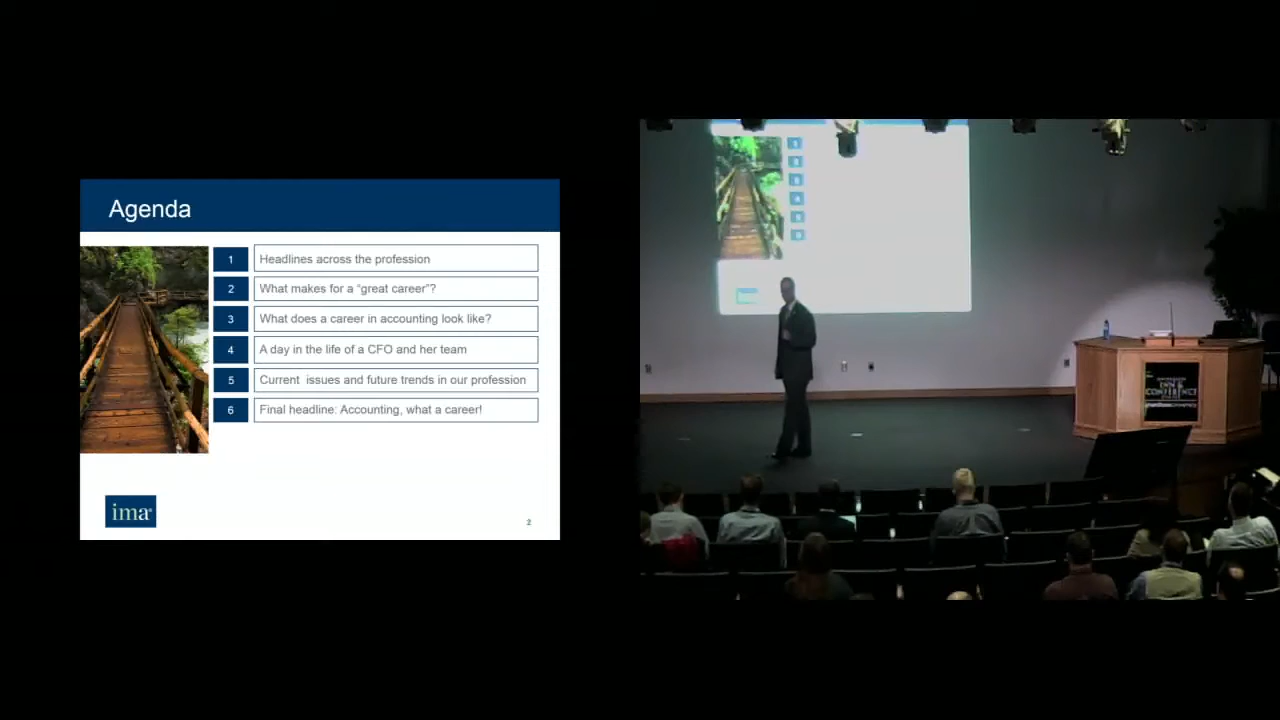 Agenda
1 Headlines across the profession
2 What makes for a “great career”?
3 What does a career in accounting look like?
4 A day in the life of a CFO and her team
5 Current  issues and future trends in our profession
6 Final headline: Accounting, what a career!
ima
2
INN &
CONFERENCE